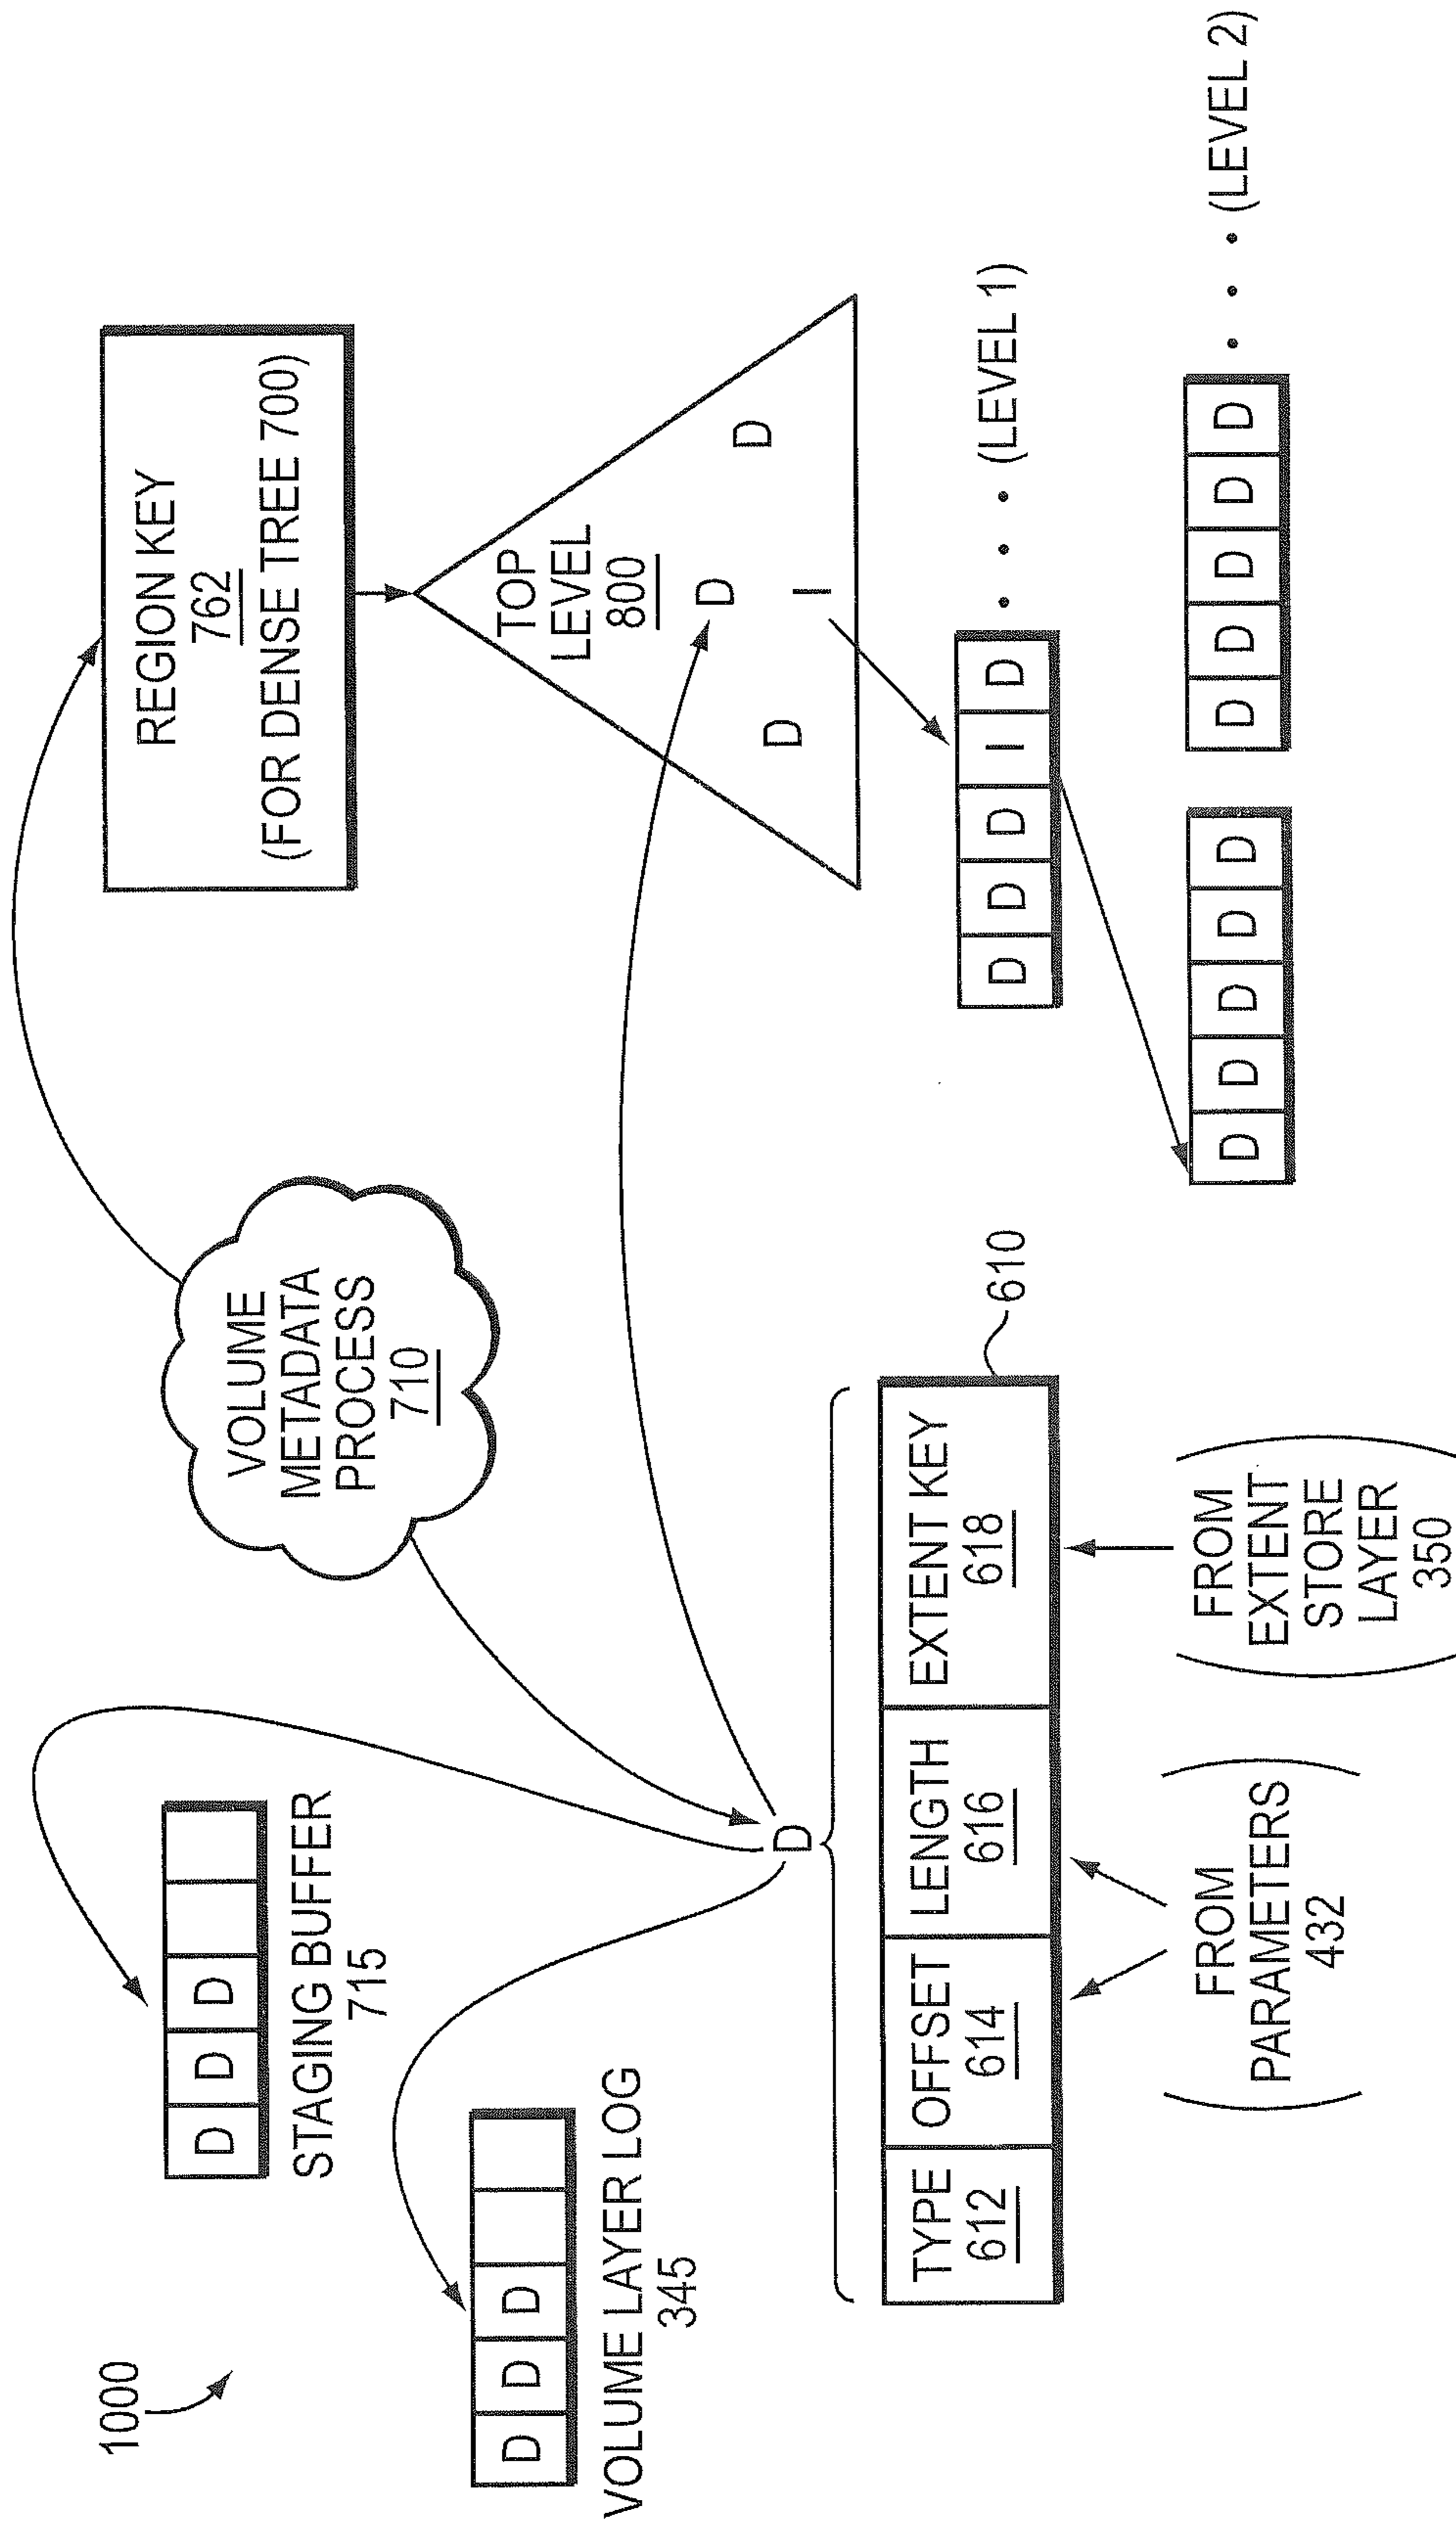 1000
D D D
STAGING BUFFER
715
D D D
VOLUME LAYER LOG
345
VOLUME
METADATA
PROCESS
710
REGION KEY
762
(FOR DENSE TREE 700)
TOP
LEVEL
800
D D D
I
D
D D D I D • • • (LEVEL 1)
D D D D D D D D D D • • • (LEVEL 2)
610
TYPE
612
OFFSET
614
LENGTH
616
EXTENT KEY
618
(FROM
PARAMETERS
432)
(FROM
EXTENT
STORE
LAYER
350)